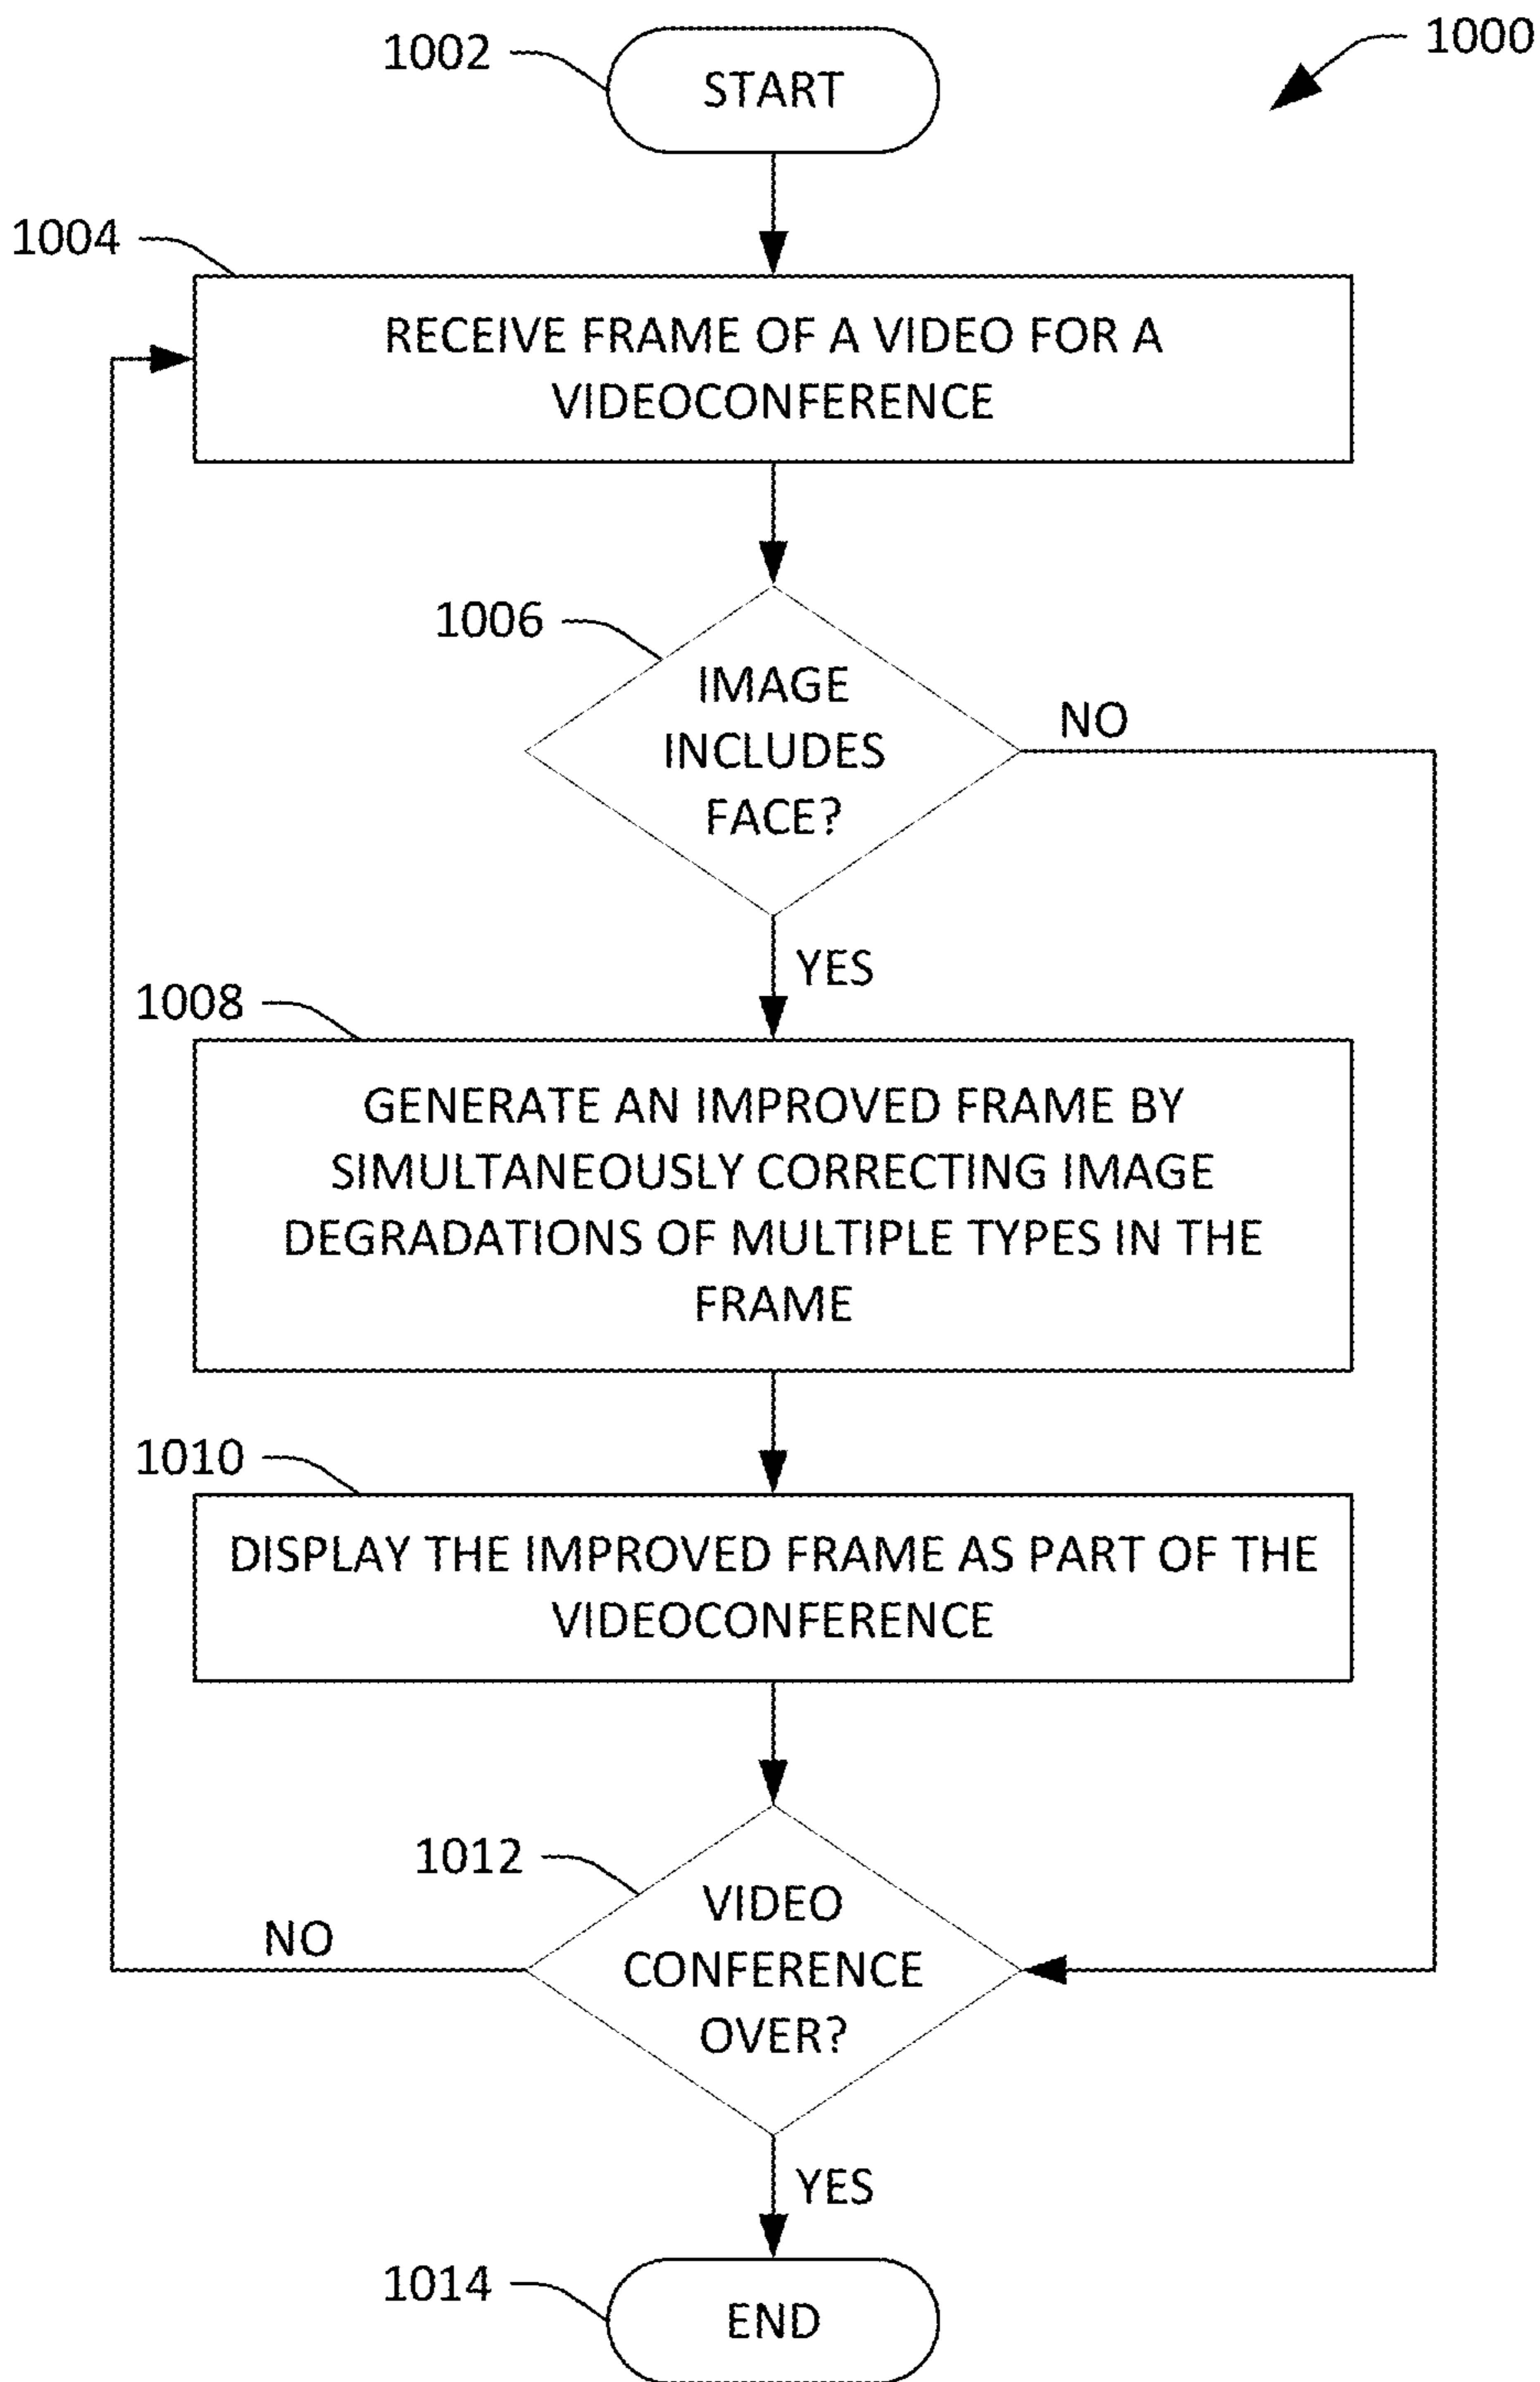 1000
1002
START
1004
RECEIVE FRAME OF A VIDEO FOR A
VIDEOCONFERENCE
1006
IMAGE
INCLUDES
FACE?
NO
YES
1008
GENERATE AN IMPROVED FRAME BY
SIMULTANEOUSLY CORRECTING IMAGE
DEGRADATIONS OF MULTIPLE TYPES IN THE
FRAME
1010
DISPLAY THE IMPROVED FRAME AS PART OF THE
VIDEOCONFERENCE
1012
VIDEO
CONFERENCE
OVER?
NO
YES
1014
END